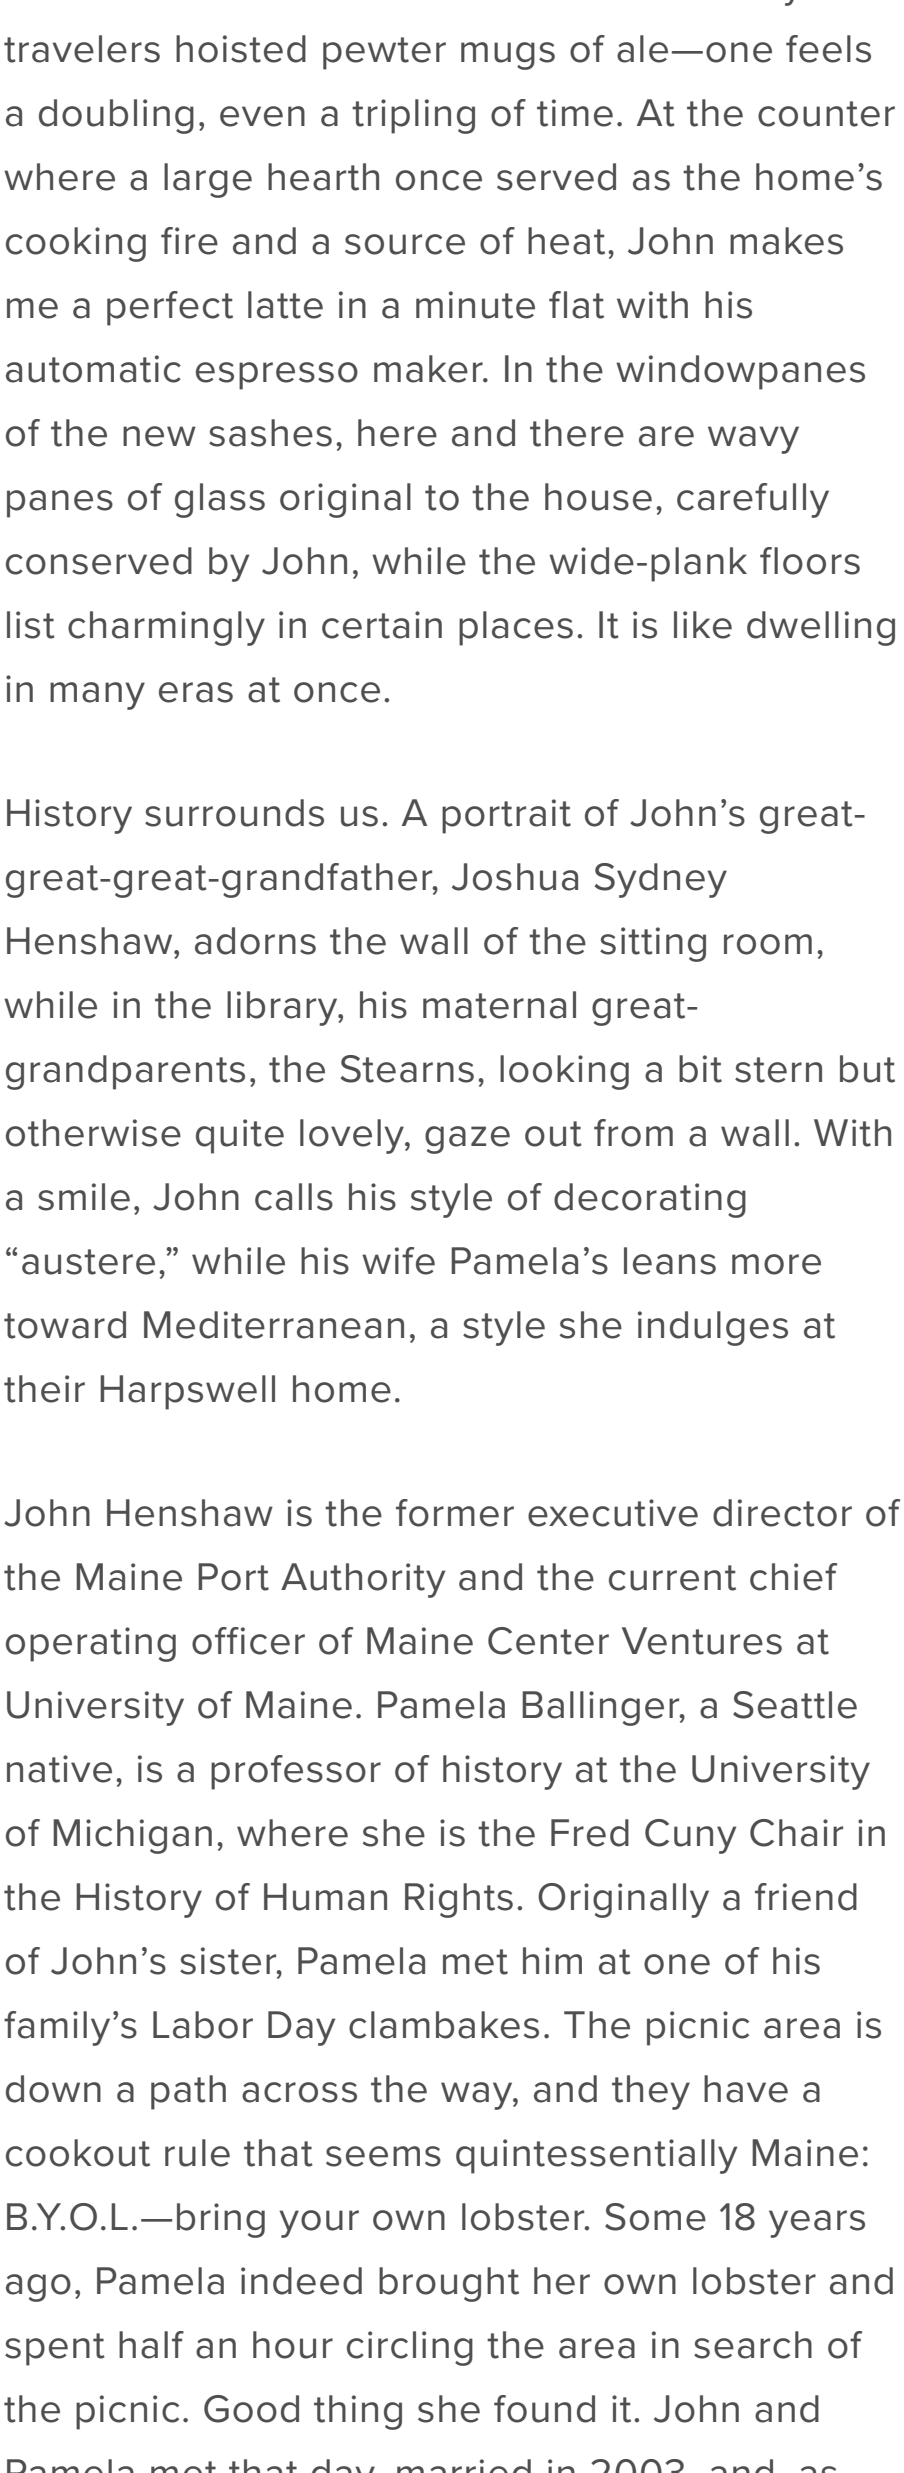 travelers hoisted pewter mugs of ale—one feels
a doubling, even a tripling of time. At the counter
where a large hearth once served as the home’s
cooking fire and a source of heat, John makes
me a perfect latte in a minute flat with his
automatic espresso maker. In the windowpanes
of the new sashes, here and there are wavy
panes of glass original to the house, carefully
conserved by John, while the wide-plank floors
list charmingly in certain places. It is like dwelling
in many eras at once.
History surrounds us. A portrait of John’s great-
great-great-grandfather, Joshua Sydney
Henshaw, adorns the wall of the sitting room,
while in the library, his maternal great-
grandparents, the Stearns, looking a bit stern but
otherwise quite lovely, gaze out from a wall. With
a smile, John calls his style of decorating
“austere,” while his wife Pamela’s leans more
toward Mediterranean, a style she indulges at
their Harpswell home.
John Henshaw is the former executive director of
the Maine Port Authority and the current chief
operating officer of Maine Center Ventures at
University of Maine. Pamela Ballinger, a Seattle
native, is a professor of history at the University
of Michigan, where she is the Fred Cuny Chair in
the History of Human Rights. Originally a friend
of John’s sister, Pamela met him at one of his
family’s Labor Day clambakes. The picnic area is
down a path across the way, and they have a
cookout rule that seems quintessentially Maine:
B.Y.O.L.—bring your own lobster. Some 18 years
ago, Pamela indeed brought her own lobster and
spent half an hour circling the area in search of
the picnic. Good thing she found it. John and
Pamela met that day, married in 2003, and, as